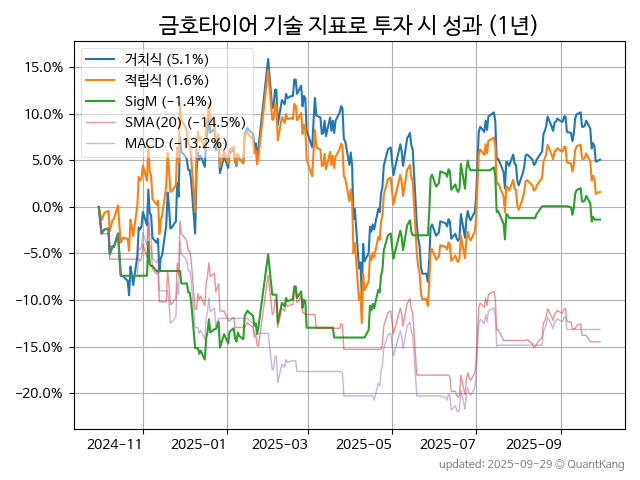 금호타이어 기술 지표로 투자 시 성과 (1년)
거치식 (5.1%)
적립식 (1.6%)
SigM (−1.4%)
SMA(20) (−14.5%)
MACD (−13.2%)
15.0%
10.0%
5.0%
0.0%
−5.0%
−10.0%
−15.0%
−20.0%
2024−11 2025−01 2025−03 2025−05 2025−07 2025−09
updated: 2025-09-29 © QuantKang